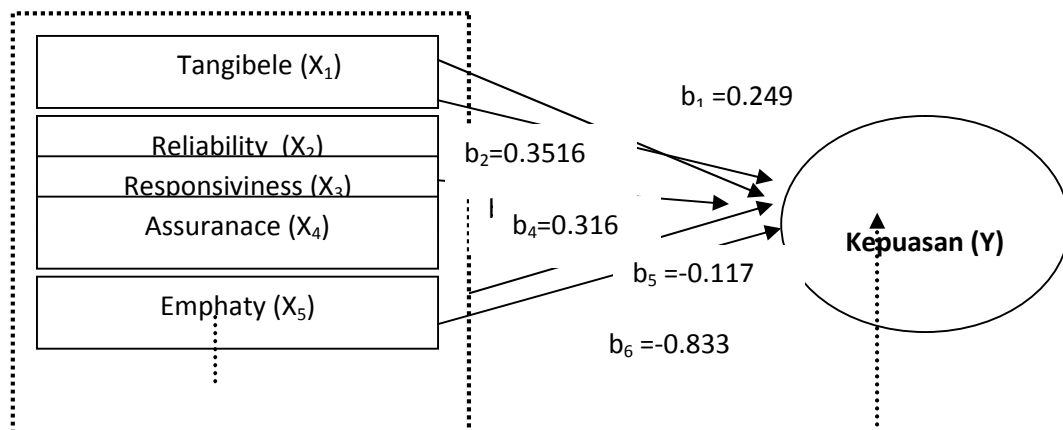 Tangibele (X₁)
b₁ =0.249
Reliability (X₂)
b₂=0.3516
Responsiviness (X₃)
Assuranace (X₄)
b₄=0.316
Kepuasan (Y)
b₅ =-0.117
Emphaty (X₅)
b₆ =-0.833